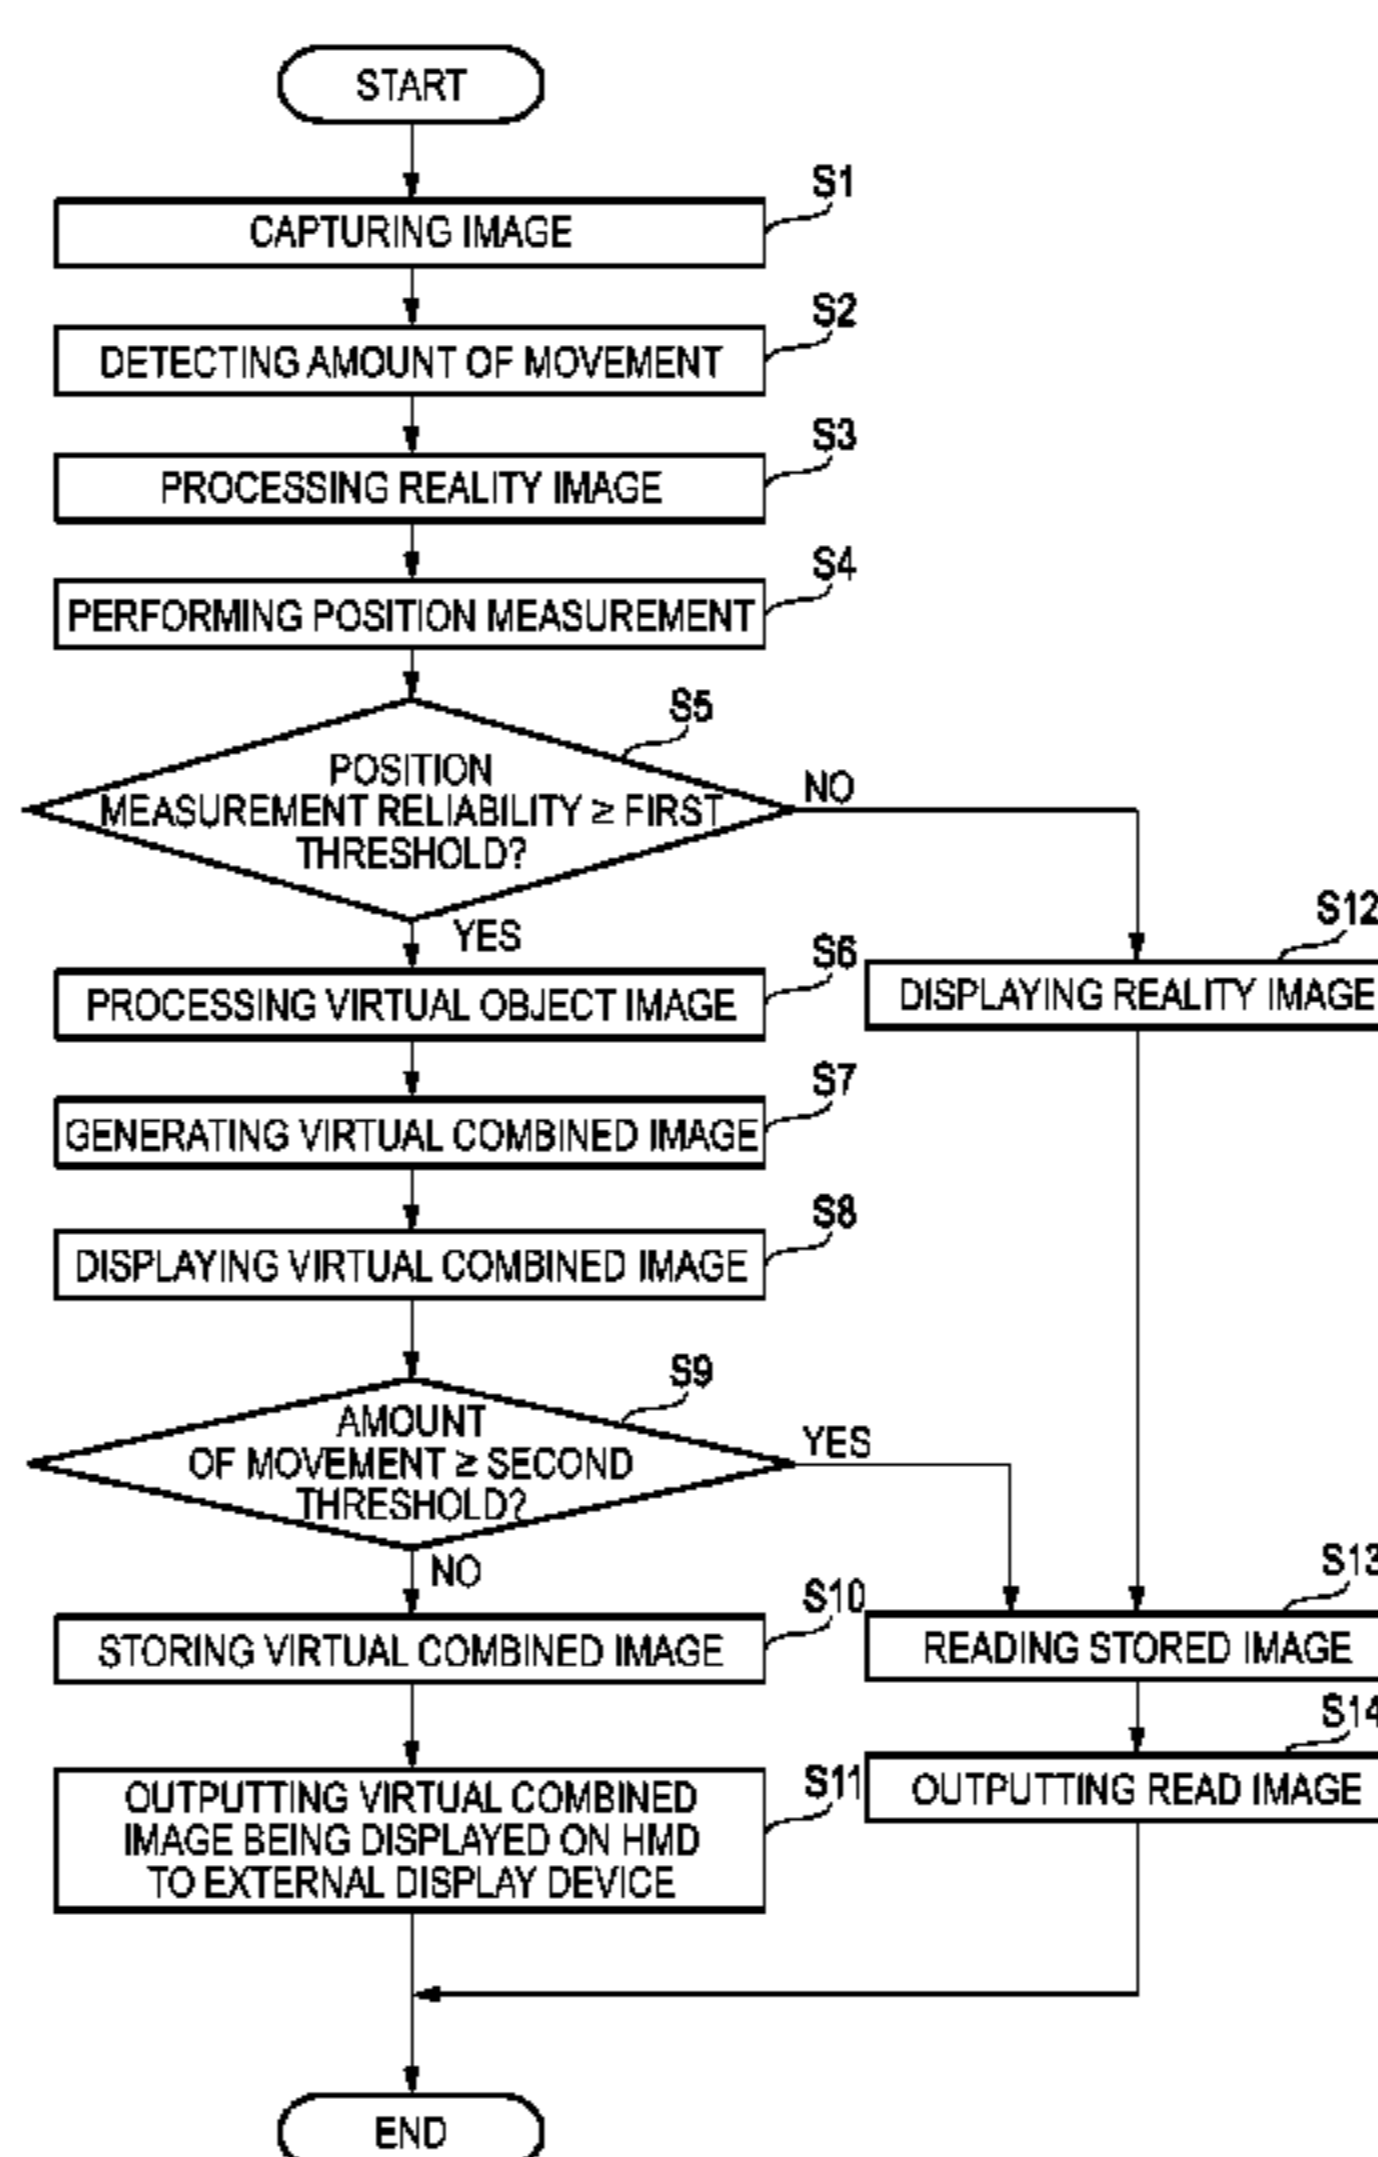 START
S1
CAPTURING IMAGE
S2
DETECTING AMOUNT OF MOVEMENT
S3
PROCESSING REALITY IMAGE
S4
PERFORMING POSITION MEASUREMENT
S5
POSITION
MEASUREMENT RELIABILITY ≥ FIRST
THRESHOLD?
NO
YES
S12
DISPLAYING REALITY IMAGE
S6
PROCESSING VIRTUAL OBJECT IMAGE
S7
GENERATING VIRTUAL COMBINED IMAGE
S8
DISPLAYING VIRTUAL COMBINED IMAGE
S9
AMOUNT
OF MOVEMENT ≥ SECOND
THRESHOLD?
YES
NO
S10
STORING VIRTUAL COMBINED IMAGE
S13
READING STORED IMAGE
S11
OUTPUTTING VIRTUAL COMBINED
IMAGE BEING DISPLAYED ON HMD
TO EXTERNAL DISPLAY DEVICE
S14
OUTPUTTING READ IMAGE
END